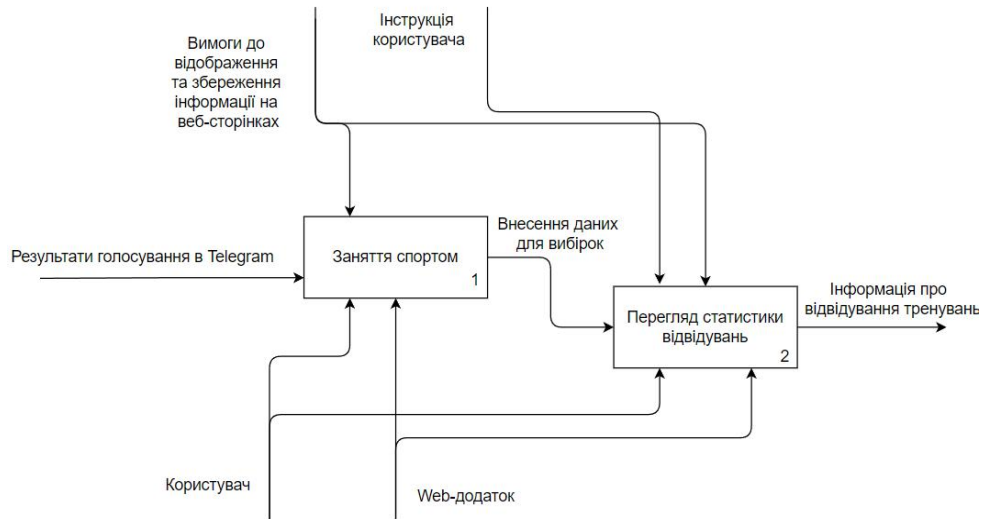 Інструкція
користувача
Вимоги до
відображення
та збереження
інформації на
веб-сторінках
Результати голосування в Telegram
Заняття спортом
1
Внесення даних
для вибірок
Перегляд статистики
відвідувань
2
Інформація про
відвідування тренувань
Користувач
Web-додаток